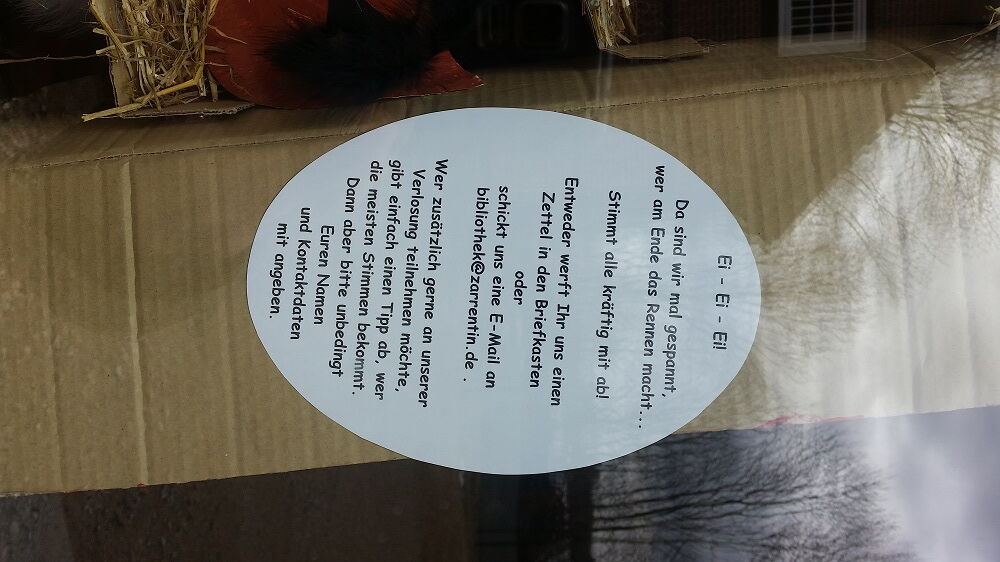 Ei - Ei - Ei!
Da sind wir mal gespannt,
wer am Ende das Rennen macht...
Stimmt alle kräftig mit ab!
Entweder werft Ihr uns einen
Zettel in den Briefkasten
oder
schickt uns eine E-Mail an
bibliothek@zarrentin.de .
Wer zusätzlich gerne an unserer
Verlosung teilnehmen möchte,
gibt einfach einen Tipp ab, wer
die meisten Stimmen bekommt.
Dann aber bitte unbedingt
Euren Namen
und Kontaktdaten
mit angeben.